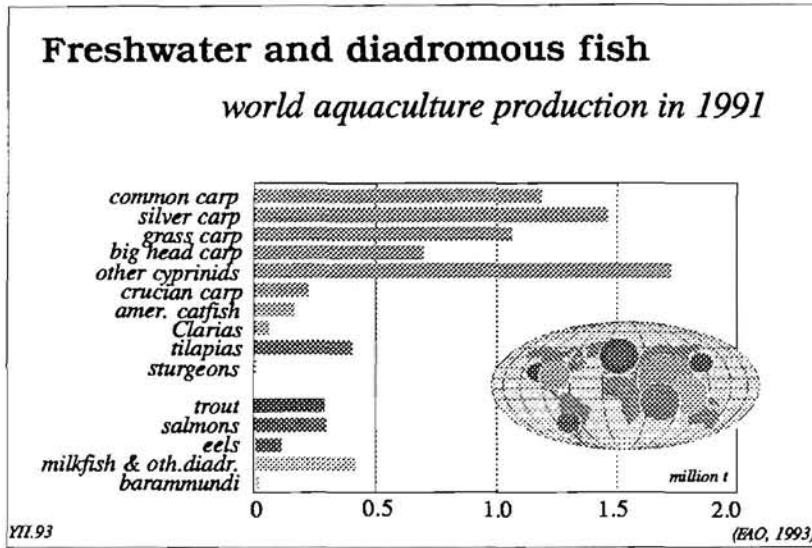 Freshwater and diadromous fish
world aquaculture production in 1991
common carp
silver carp
grass carp
big head carp
other cyprinids
crucian carp
amer. catfish
Clarias
tilapias
sturgeons
trout
salmons
eels
milkfish & oth.diadr.
barammundi
million t
0 0.5 1.0 1.5 2.0
YII.93 (FAO, 1993)